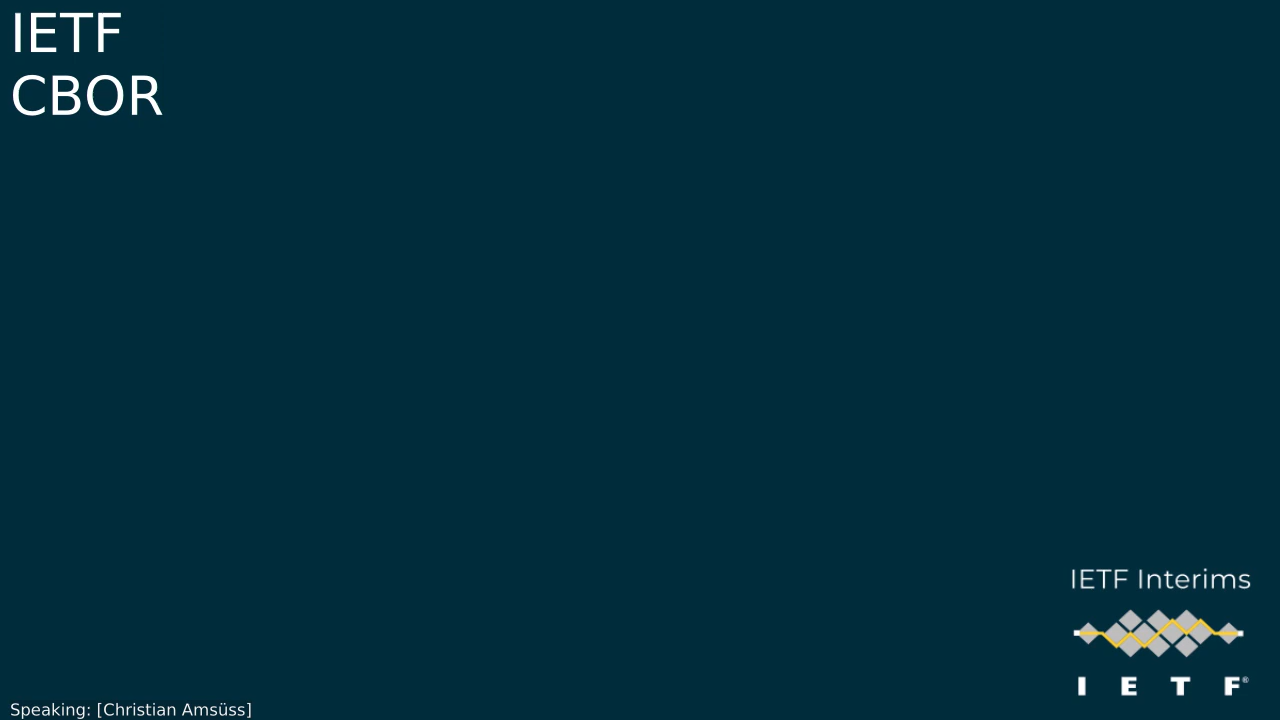 IETF
CBOR
IETF Interims
I E T F®
Speaking: [Christian Amsüss]